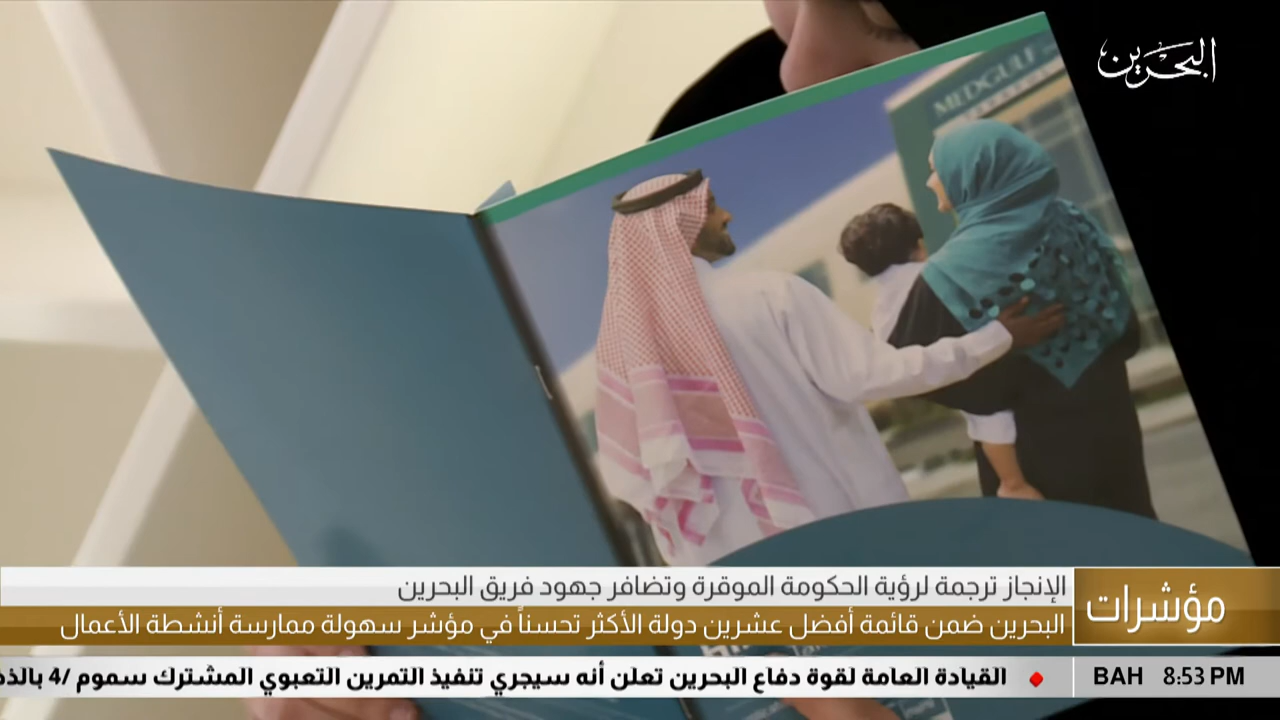 البحرين
MEDGULF
الإنجاز ترجمة لرؤية الحكومة الموقرة وتضافر جهود فريق البحرين
مؤشرات
البحرين ضمن قائمة أفضل عشرين دولة الأكثر تحسناً في مؤشر سهولة ممارسة أنشطة الأعمال
القيادة العامة لقوة دفاع البحرين تعلن أنه سيجري تنفيذ التمرين التعبوي المشترك سموم /4 بالذ
BAH 8:53 PM